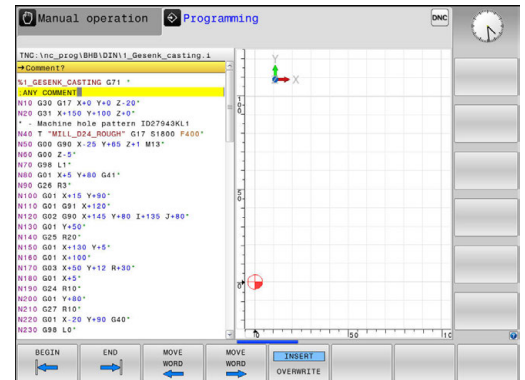 Manual operation
Programming
DNC
TNC:\nc_prog\BHB\DIN\1_Gesenk_casting.i
→Comment?
%1_GESENK_CASTING G71 *
;ANY COMMENT
N10 G30 G17 X+0 Y+0 Z-20*
N20 G31 X+150 Y+100 Z+0*
* - Machine hole pattern ID27943KL1
N40 T "MILL_D24_ROUGH" G17 S1800 F400*
N50 G00 G90 X-25 Y+65 Z+1 M13*
N60 G00 Z-5*
N70 G98 L1*
N80 G01 X+5 Y+80 G41*
N90 G26 R3*
N100 G01 X+15 Y+90*
N110 G01 G91 X+120*
N120 G02 G90 X+145 Y+80 I+135 J+80*
N130 G01 Y+50*
N140 G25 R20*
N150 G01 X+130 Y+5*
N160 G01 X+100*
N170 G03 X+50 Y+12 R+30*
N180 G01 X+5*
N190 G24 R10*
N200 G01 Y+80*
N210 G27 R10*
N220 G01 X-20 Y+90 G40*
N230 G98 L0*
Y
X
100
50
0
0
50
BEGIN
END
MOVE WORD
MOVE WORD
INSERT
OVERWRITE